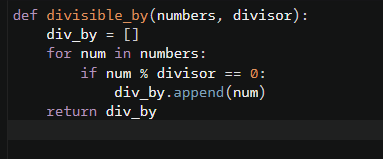 def divisible_by(numbers, divisor):
    div_by = []
    for num in numbers:
        if num % divisor == 0:
            div_by.append(num)
    return div_by